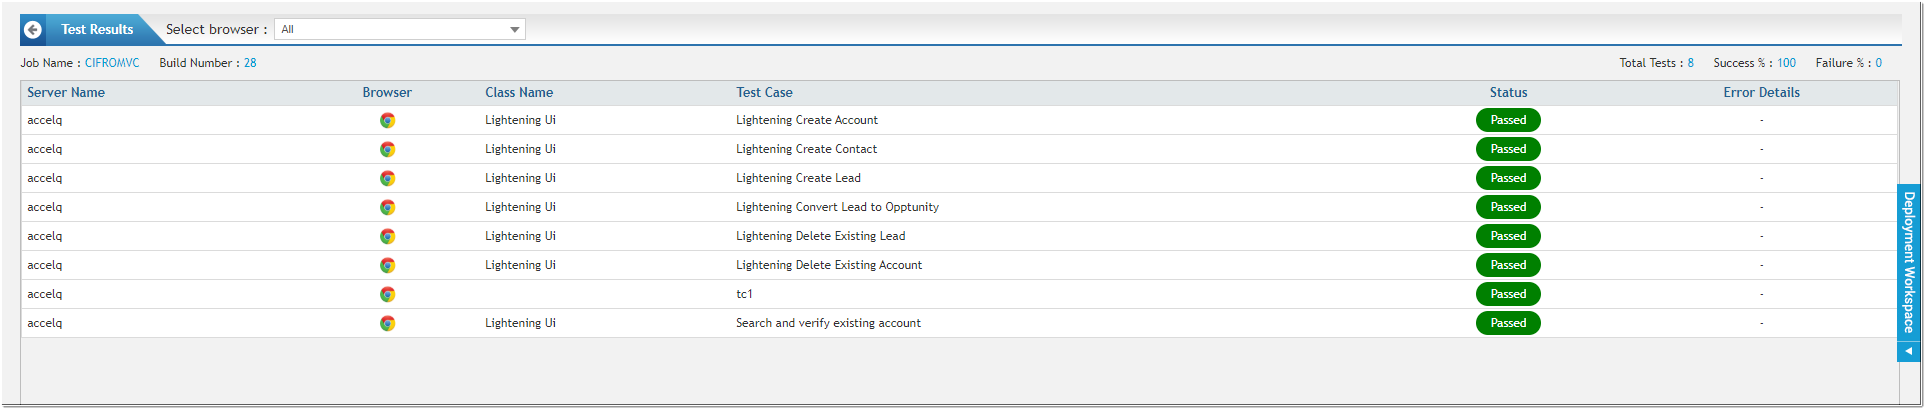 Test Results Select browser : All
Job Name : CIFROMVC Build Number : 28 Total Tests : 8 Success % : 100 Failure % : 0
Server Name Browser Class Name Test Case Status Error Details
accelq Lightening Ui Lightening Create Account Passed -
accelq Lightening Ui Lightening Create Contact Passed -
accelq Lightening Ui Lightening Create Lead Passed -
accelq Lightening Ui Lightening Convert Lead to Opptunity Passed -
accelq Lightening Ui Lightening Delete Existing Lead Passed -
accelq Lightening Ui Lightening Delete Existing Account Passed -
accelq tc1 Passed -
accelq Lightening Ui Search and verify existing account Passed -
Deployment Workspace